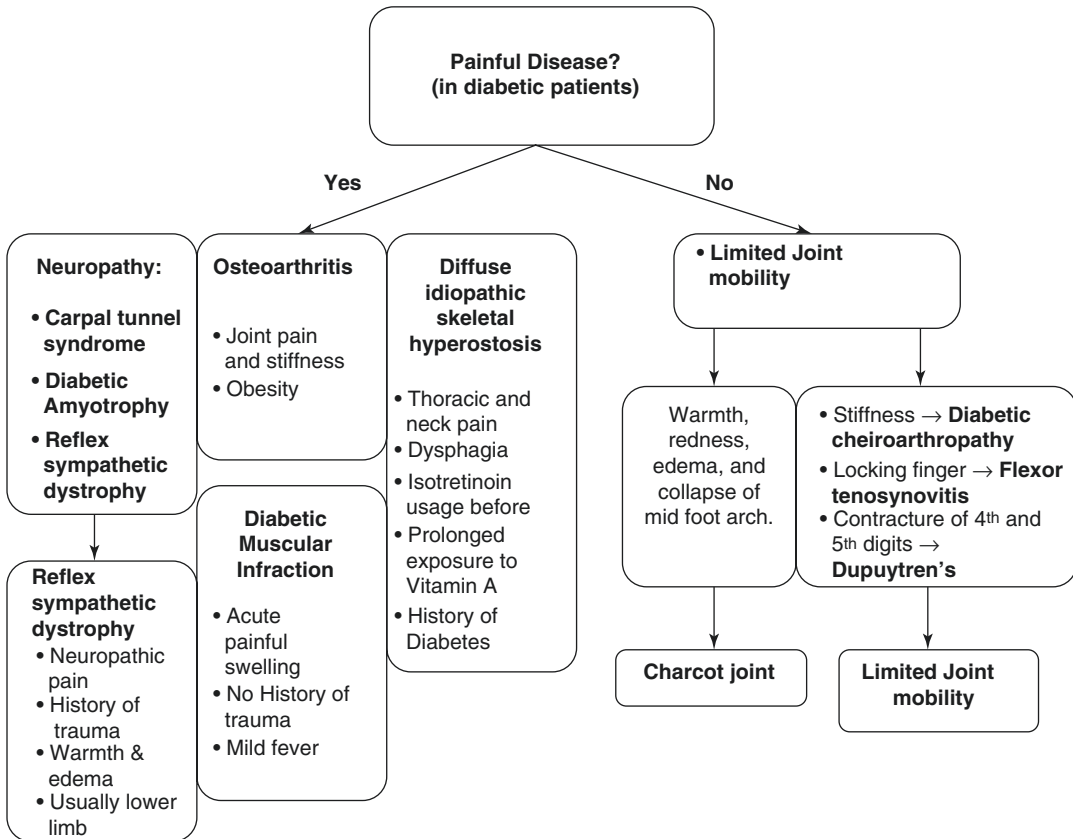 Painful Disease?
(in diabetic patients)
Yes
No
Neuropathy:
• Carpal tunnel
syndrome
• Diabetic
Amyotrophy
• Reflex
sympathetic
dystrophy
Reflex
sympathetic
dystrophy
• Neuropathic
pain
• History of
trauma
• Warmth &
edema
• Usually lower
limb
Osteoarthritis
• Joint pain
and stiffness
• Obesity
Diabetic
Muscular
Infraction
• Acute
painful
swelling
• No History of
trauma
• Mild fever
Diffuse
idiopathic
skeletal
hyperostosis
• Thoracic and
neck pain
• Dysphagia
• Isotretinoin
usage before
• Prolonged
exposure to
Vitamin A
• History of
Diabetes
• Limited Joint
mobility
Warmth,
redness,
edema, and
collapse of
mid foot arch.
Charcot joint
• Stiffness → Diabetic
cheiroarthropathy
• Locking finger → Flexor
tenosynovitis
• Contracture of 4th and
5th digits →
Dupuytren’s
Limited Joint
mobility